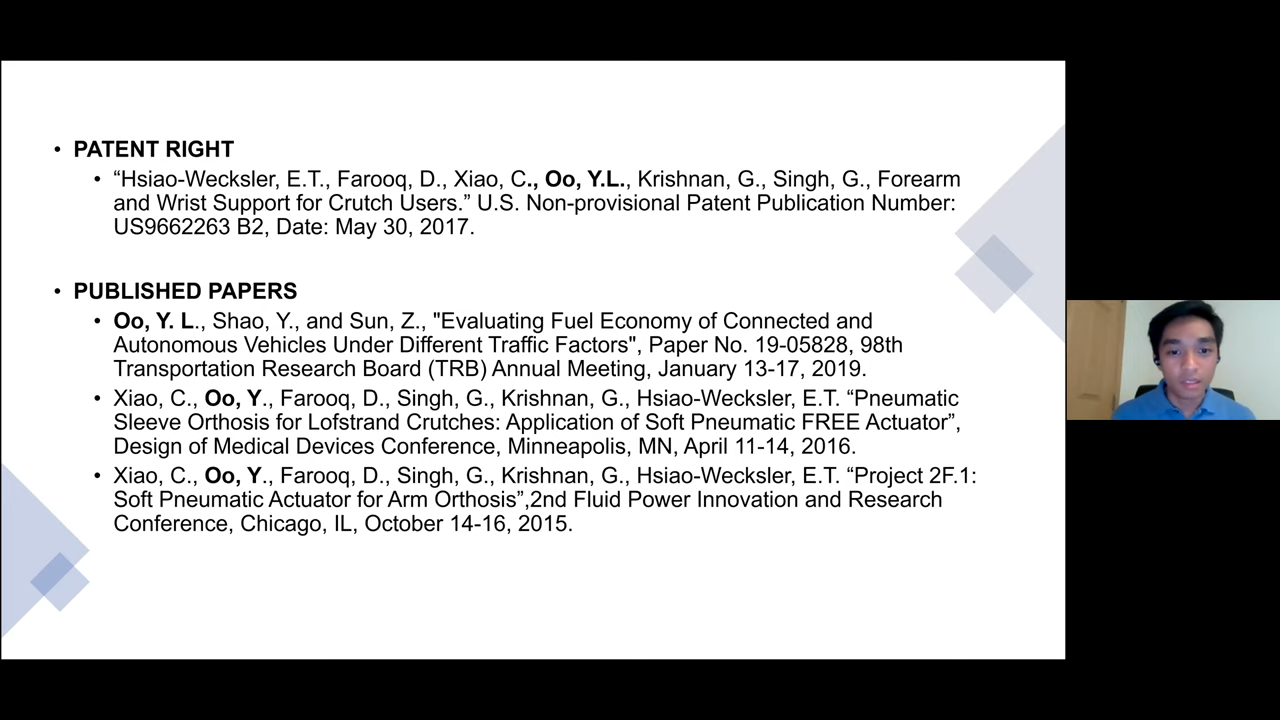 • PATENT RIGHT
• “Hsiao-Wecksler, E.T., Farooq, D., Xiao, C., Oo, Y.L., Krishnan, G., Singh, G., Forearm
and Wrist Support for Crutch Users.” U.S. Non-provisional Patent Publication Number:
US9662263 B2, Date: May 30, 2017.
• PUBLISHED PAPERS
• Oo, Y. L., Shao, Y., and Sun, Z., "Evaluating Fuel Economy of Connected and
Autonomous Vehicles Under Different Traffic Factors", Paper No. 19-05828, 98th
Transportation Research Board (TRB) Annual Meeting, January 13-17, 2019.
• Xiao, C., Oo, Y., Farooq, D., Singh, G., Krishnan, G., Hsiao-Wecksler, E.T. “Pneumatic
Sleeve Orthosis for Lofstrand Crutches: Application of Soft Pneumatic FREE Actuator”,
Design of Medical Devices Conference, Minneapolis, MN, April 11-14, 2016.
• Xiao, C., Oo, Y., Farooq, D., Singh, G., Krishnan, G., Hsiao-Wecksler, E.T. “Project 2F.1:
Soft Pneumatic Actuator for Arm Orthosis”,2nd Fluid Power Innovation and Research
Conference, Chicago, IL, October 14-16, 2015.